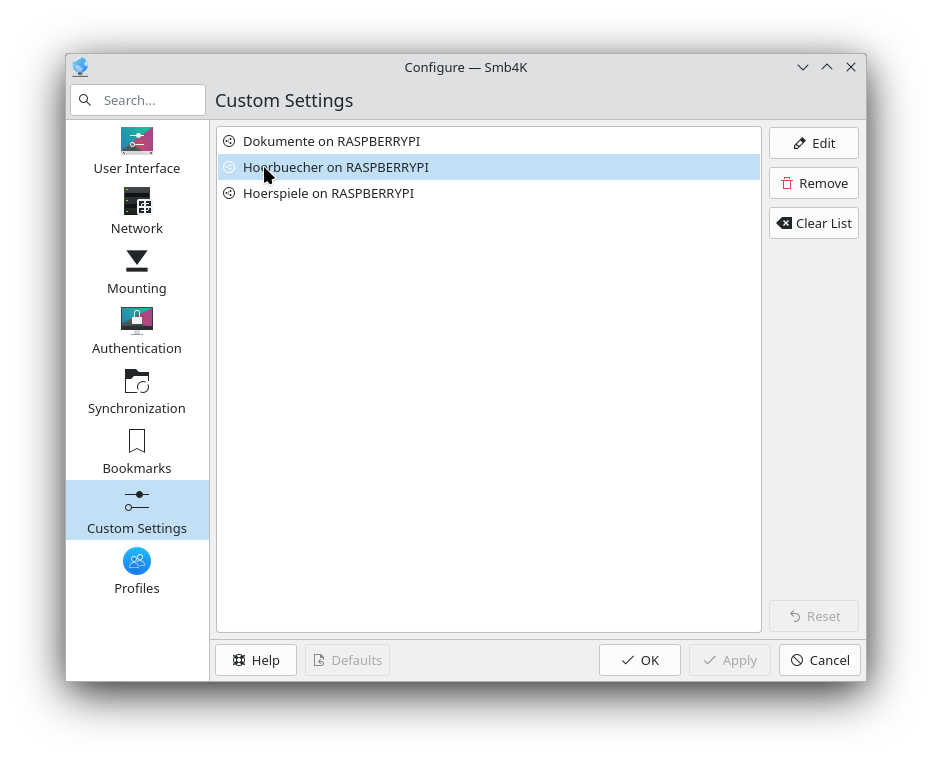 Configure — Smb4K
Search...
Custom Settings
User Interface
Network
Mounting
Authentication
Synchronization
Bookmarks
Custom Settings
Profiles
Dokumente on RASPBERRYPI
Hoerbuecher on RASPBERRYPI
Hoerspiele on RASPBERRYPI
Edit
Remove
Clear List
Reset
Help
Defaults
OK
Apply
Cancel